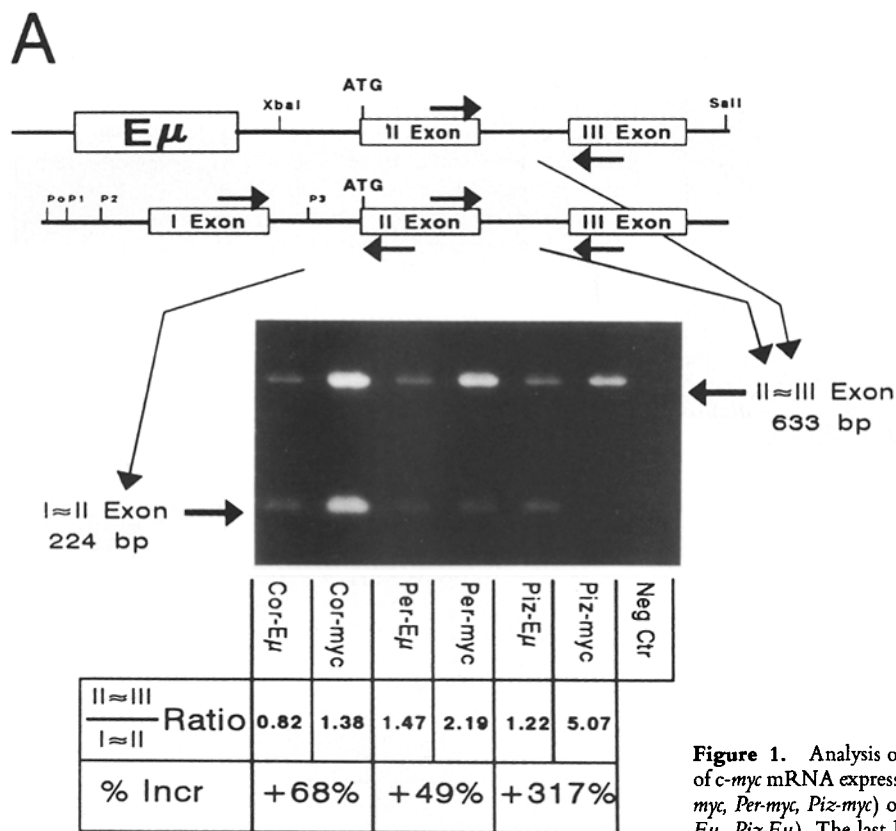 A
ATG
XbaI
SalI
Eμ
II Exon
III Exon
ATG
Po P1 P2
P3
I Exon
II Exon
III Exon
II≈III Exon
633 bp
I≈II Exon
224 bp
Cor-Eμ
Cor-myc
Per-Eμ
Per-myc
Piz-Eμ
Piz-myc
Neg Ctr
II≈III
I≈II
Ratio 0.82 1.38 1.47 2.19 1.22 5.07
% Incr +68% +49% +317%
Figure 1. Analysis o
of c-myc mRNA express
myc, Per-myc, Piz-myc) o